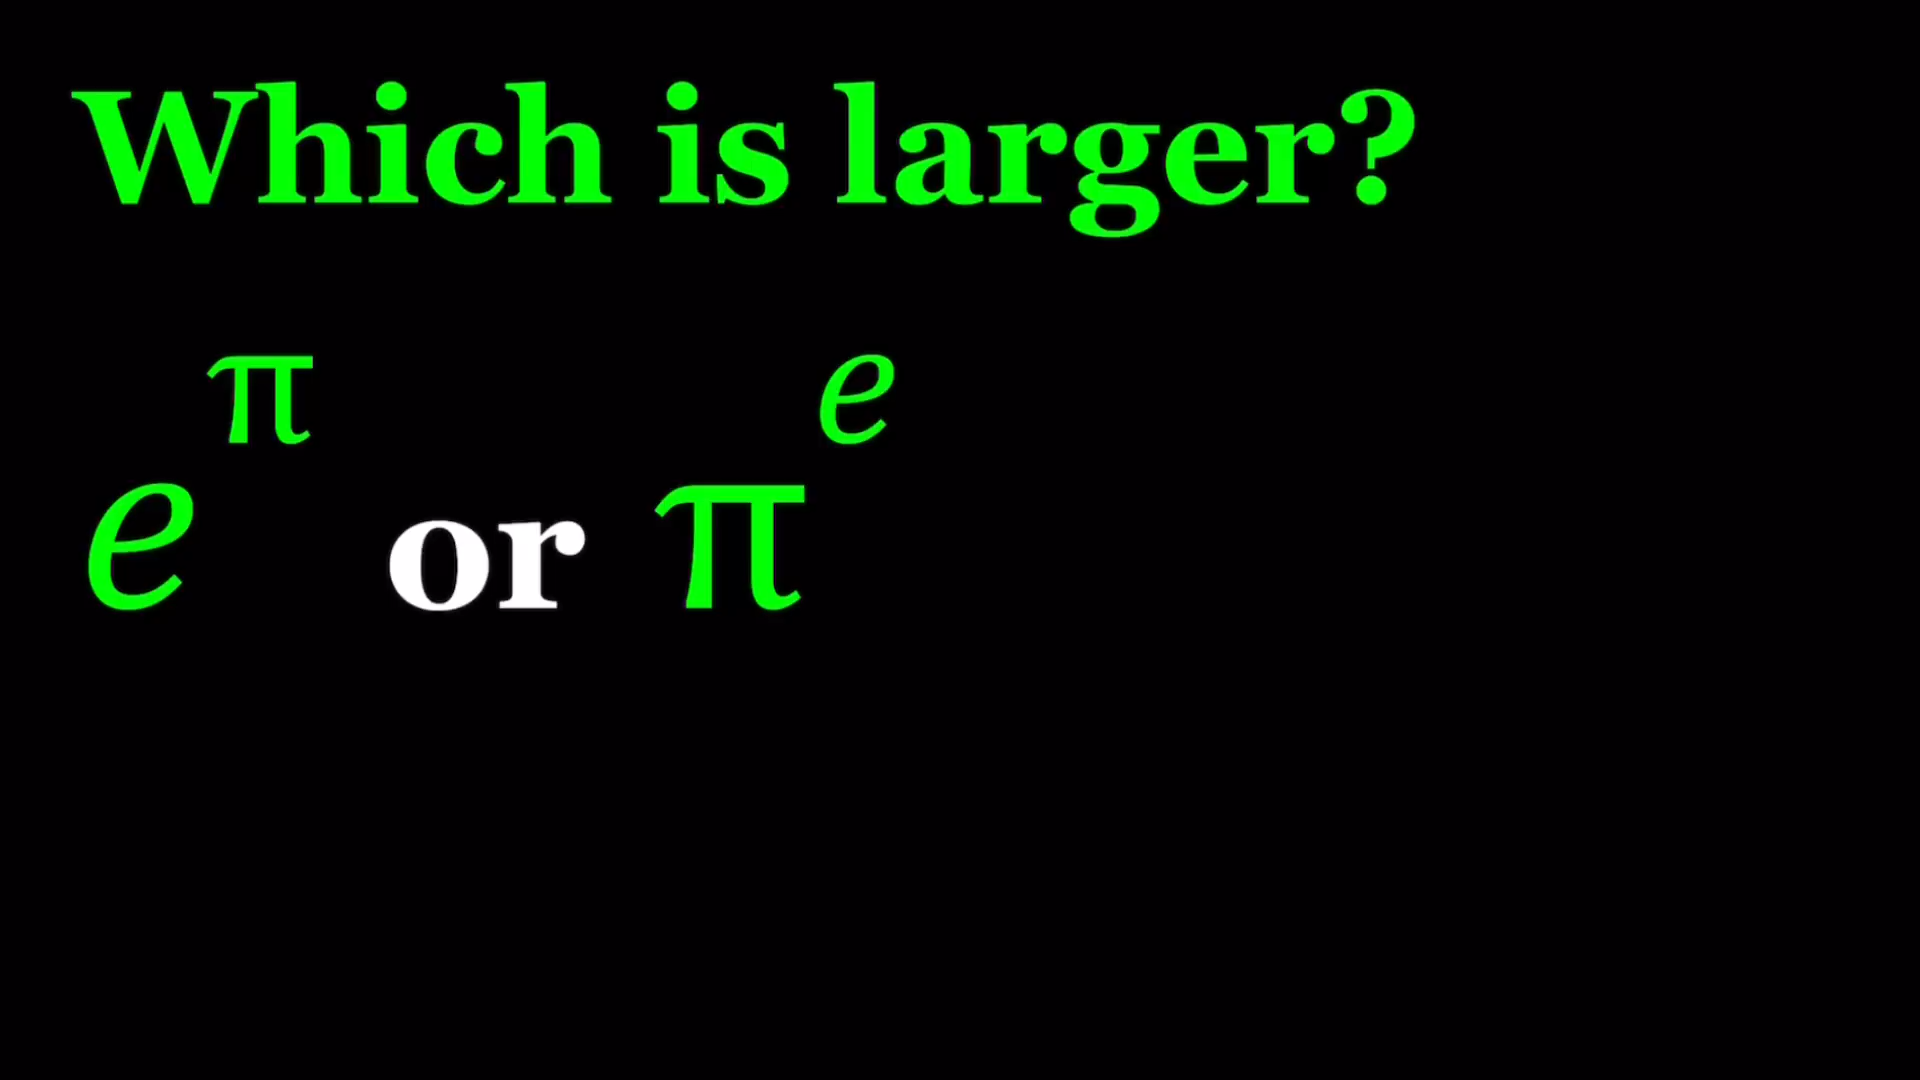 Which is larger?
e^π or π^e